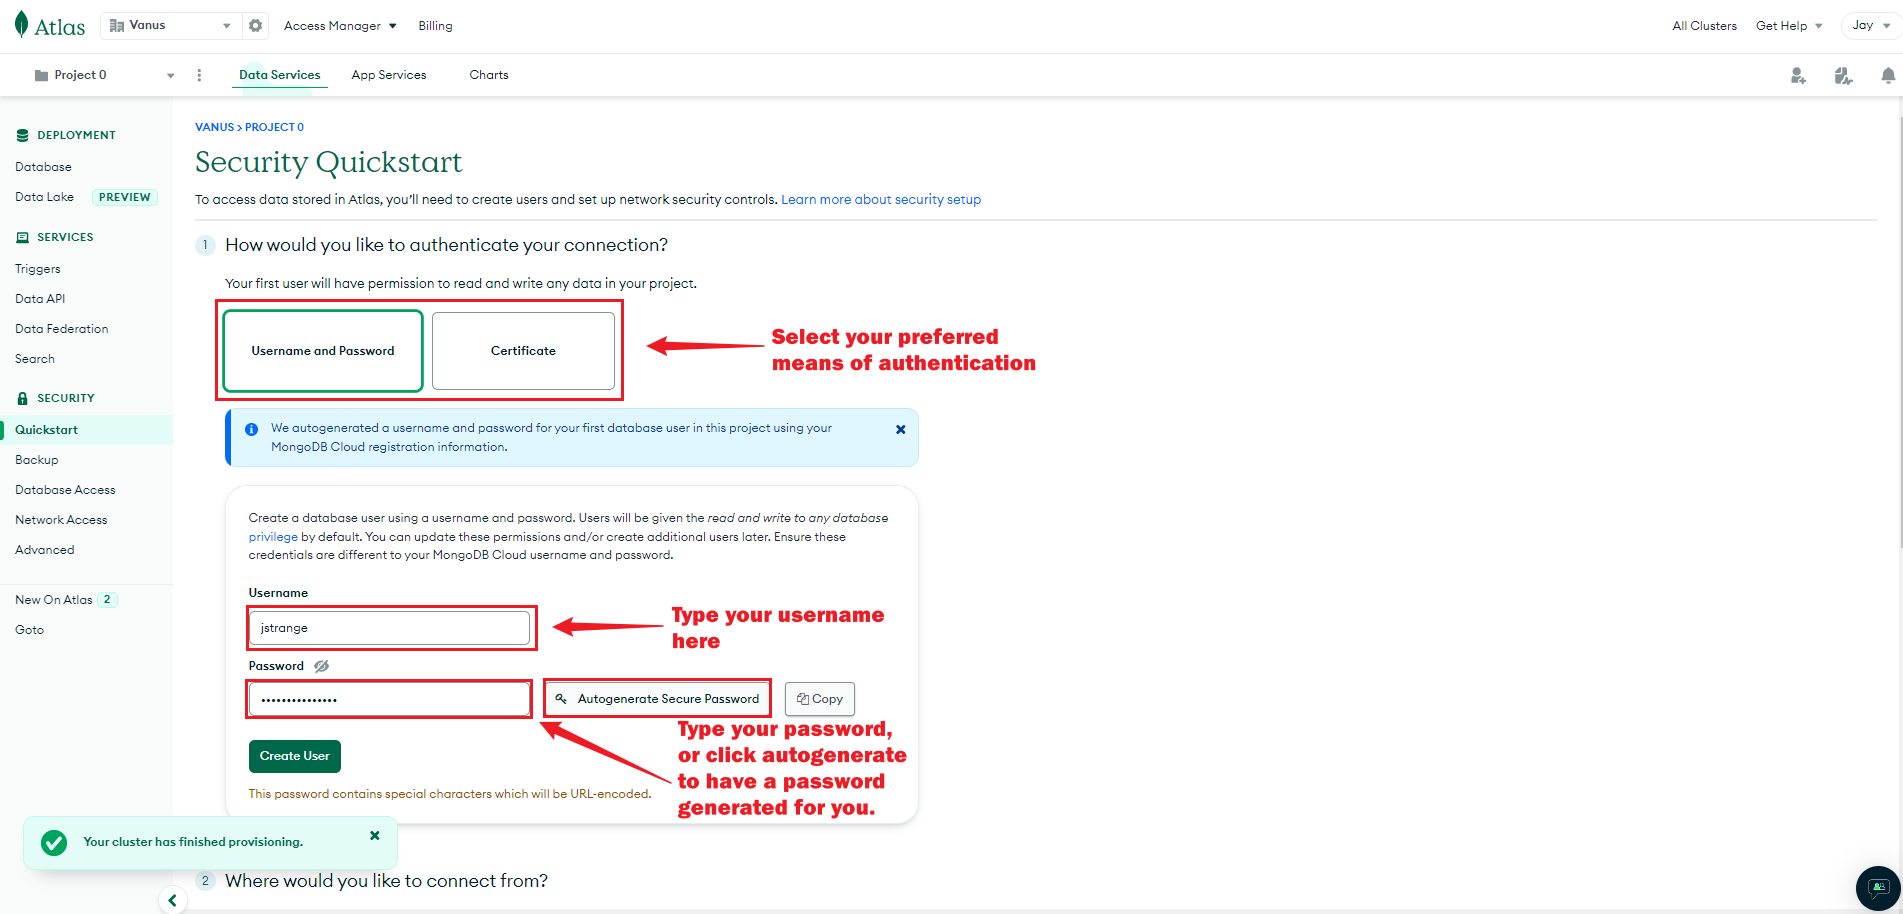 Atlas
Vanus
Access Manager
Billing
All Clusters
Get Help
Jay
Project 0
Data Services
App Services
Charts
DEPLOYMENT
Database
Data Lake
PREVIEW
SERVICES
Triggers
Data API
Data Federation
Search
SECURITY
Quickstart
Backup
Database Access
Network Access
Advanced
New On Atlas 2
Goto
VANUS > PROJECT 0
Security Quickstart
To access data stored in Atlas, you'll need to create users and set up network security controls. Learn more about security setup
1 How would you like to authenticate your connection?
Your first user will have permission to read and write any data in your project.
Username and Password
Certificate
Select your preferred
means of authentication
We autogenerated a username and password for your first database user in this project using your
MongoDB Cloud registration information.
Create a database user using a username and password. Users will be given the read and write to any database
privilege by default. You can update these permissions and/or create additional users later. Ensure these
credentials are different to your MongoDB Cloud username and password.
Username
jstrange
Type your username
here
Password
•••••••••••••••
Autogenerate Secure Password
Copy
Type your password,
or click autogenerate
to have a password
generated for you.
Create User
This password contains special characters which will be URL-encoded.
Your cluster has finished provisioning.
2 Where would you like to connect from?